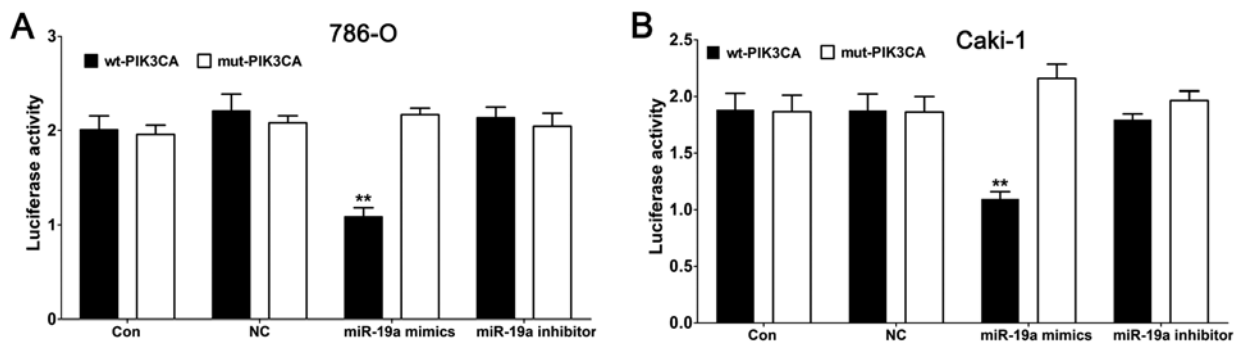 A
786-O
wt-PIK3CA
mut-PIK3CA
Luciferase activity
3
2
1
0
**
Con
NC
miR-19a mimics
miR-19a inhibitor
B
Caki-1
wt-PIK3CA
mut-PIK3CA
Luciferase activity
2.5
2.0
1.5
1.0
0.5
0.0
**
Con
NC
miR-19a mimics
miR-19a inhibitor